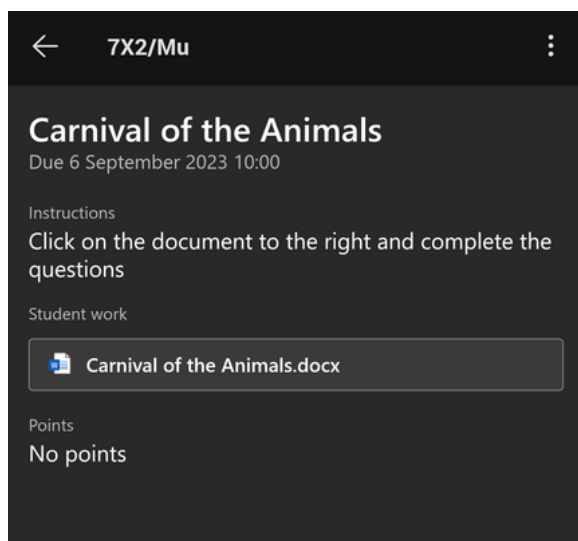 7X2/Mu
Carnival of the Animals
Due 6 September 2023 10:00
Instructions
Click on the document to the right and complete the
questions
Student work
Carnival of the Animals.docx
Points
No points